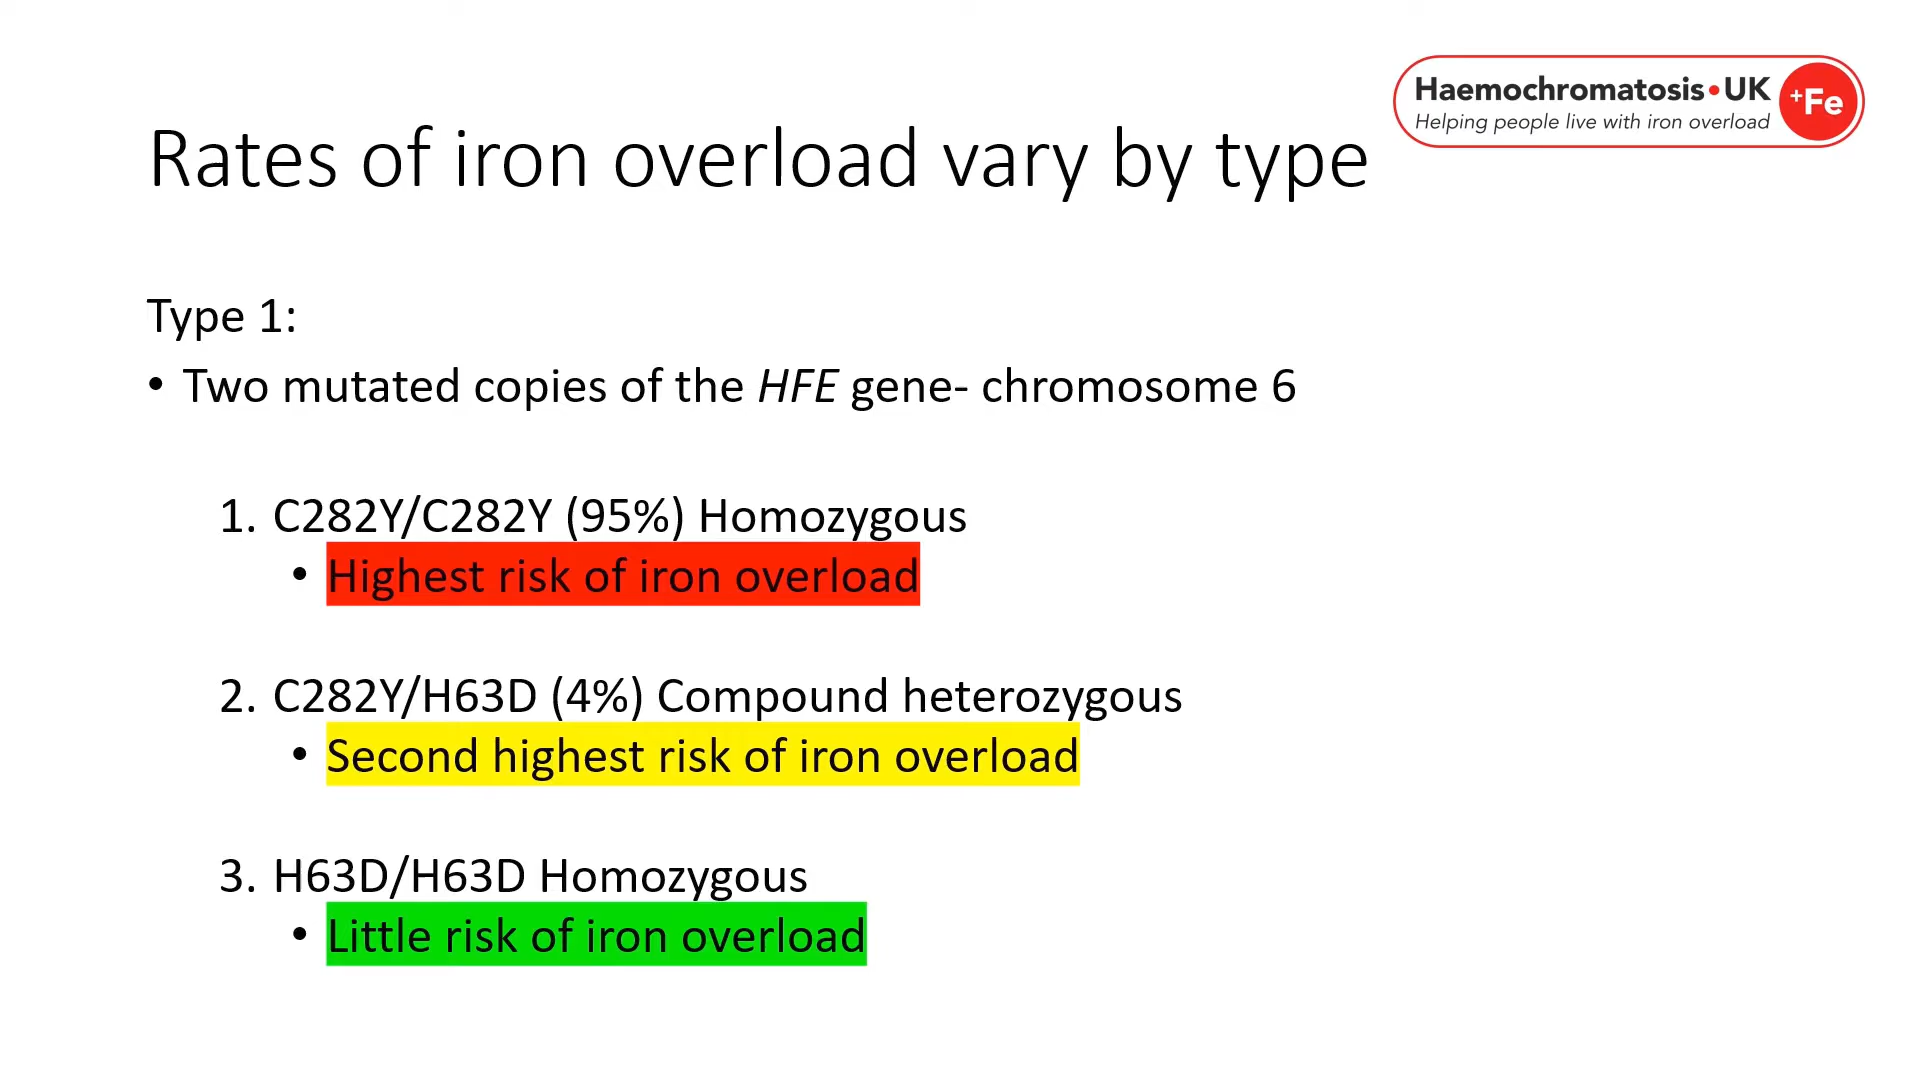 Haemochromatosis•UK
Helping people live with iron overload
+Fe
Rates of iron overload vary by type
Type 1:
• Two mutated copies of the HFE gene- chromosome 6
1. C282Y/C282Y (95%) Homozygous
• Highest risk of iron overload
2. C282Y/H63D (4%) Compound heterozygous
• Second highest risk of iron overload
3. H63D/H63D Homozygous
• Little risk of iron overload